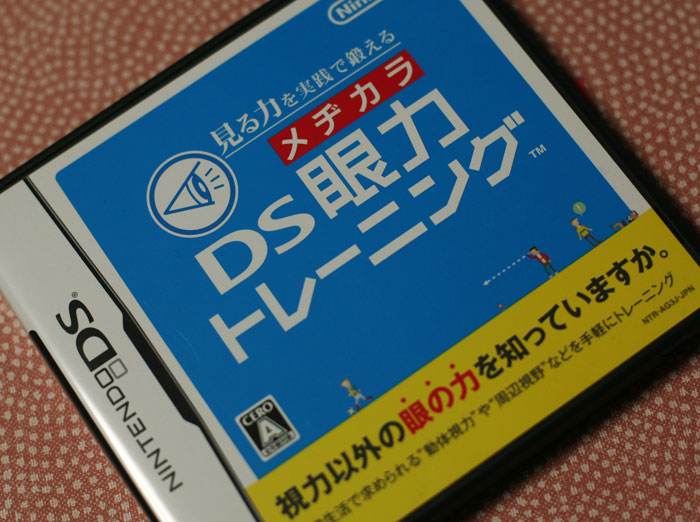 見る力を実践で鍛える
メヂカラ
DS眼力
トレーニング™
NINTENDO DS®
CERO
A
視力以外の眼の力を知っていますか。
生活で求められる"動体視力"や"周辺視野"などを手軽にトレーニング
NTR-AG3J-JPN